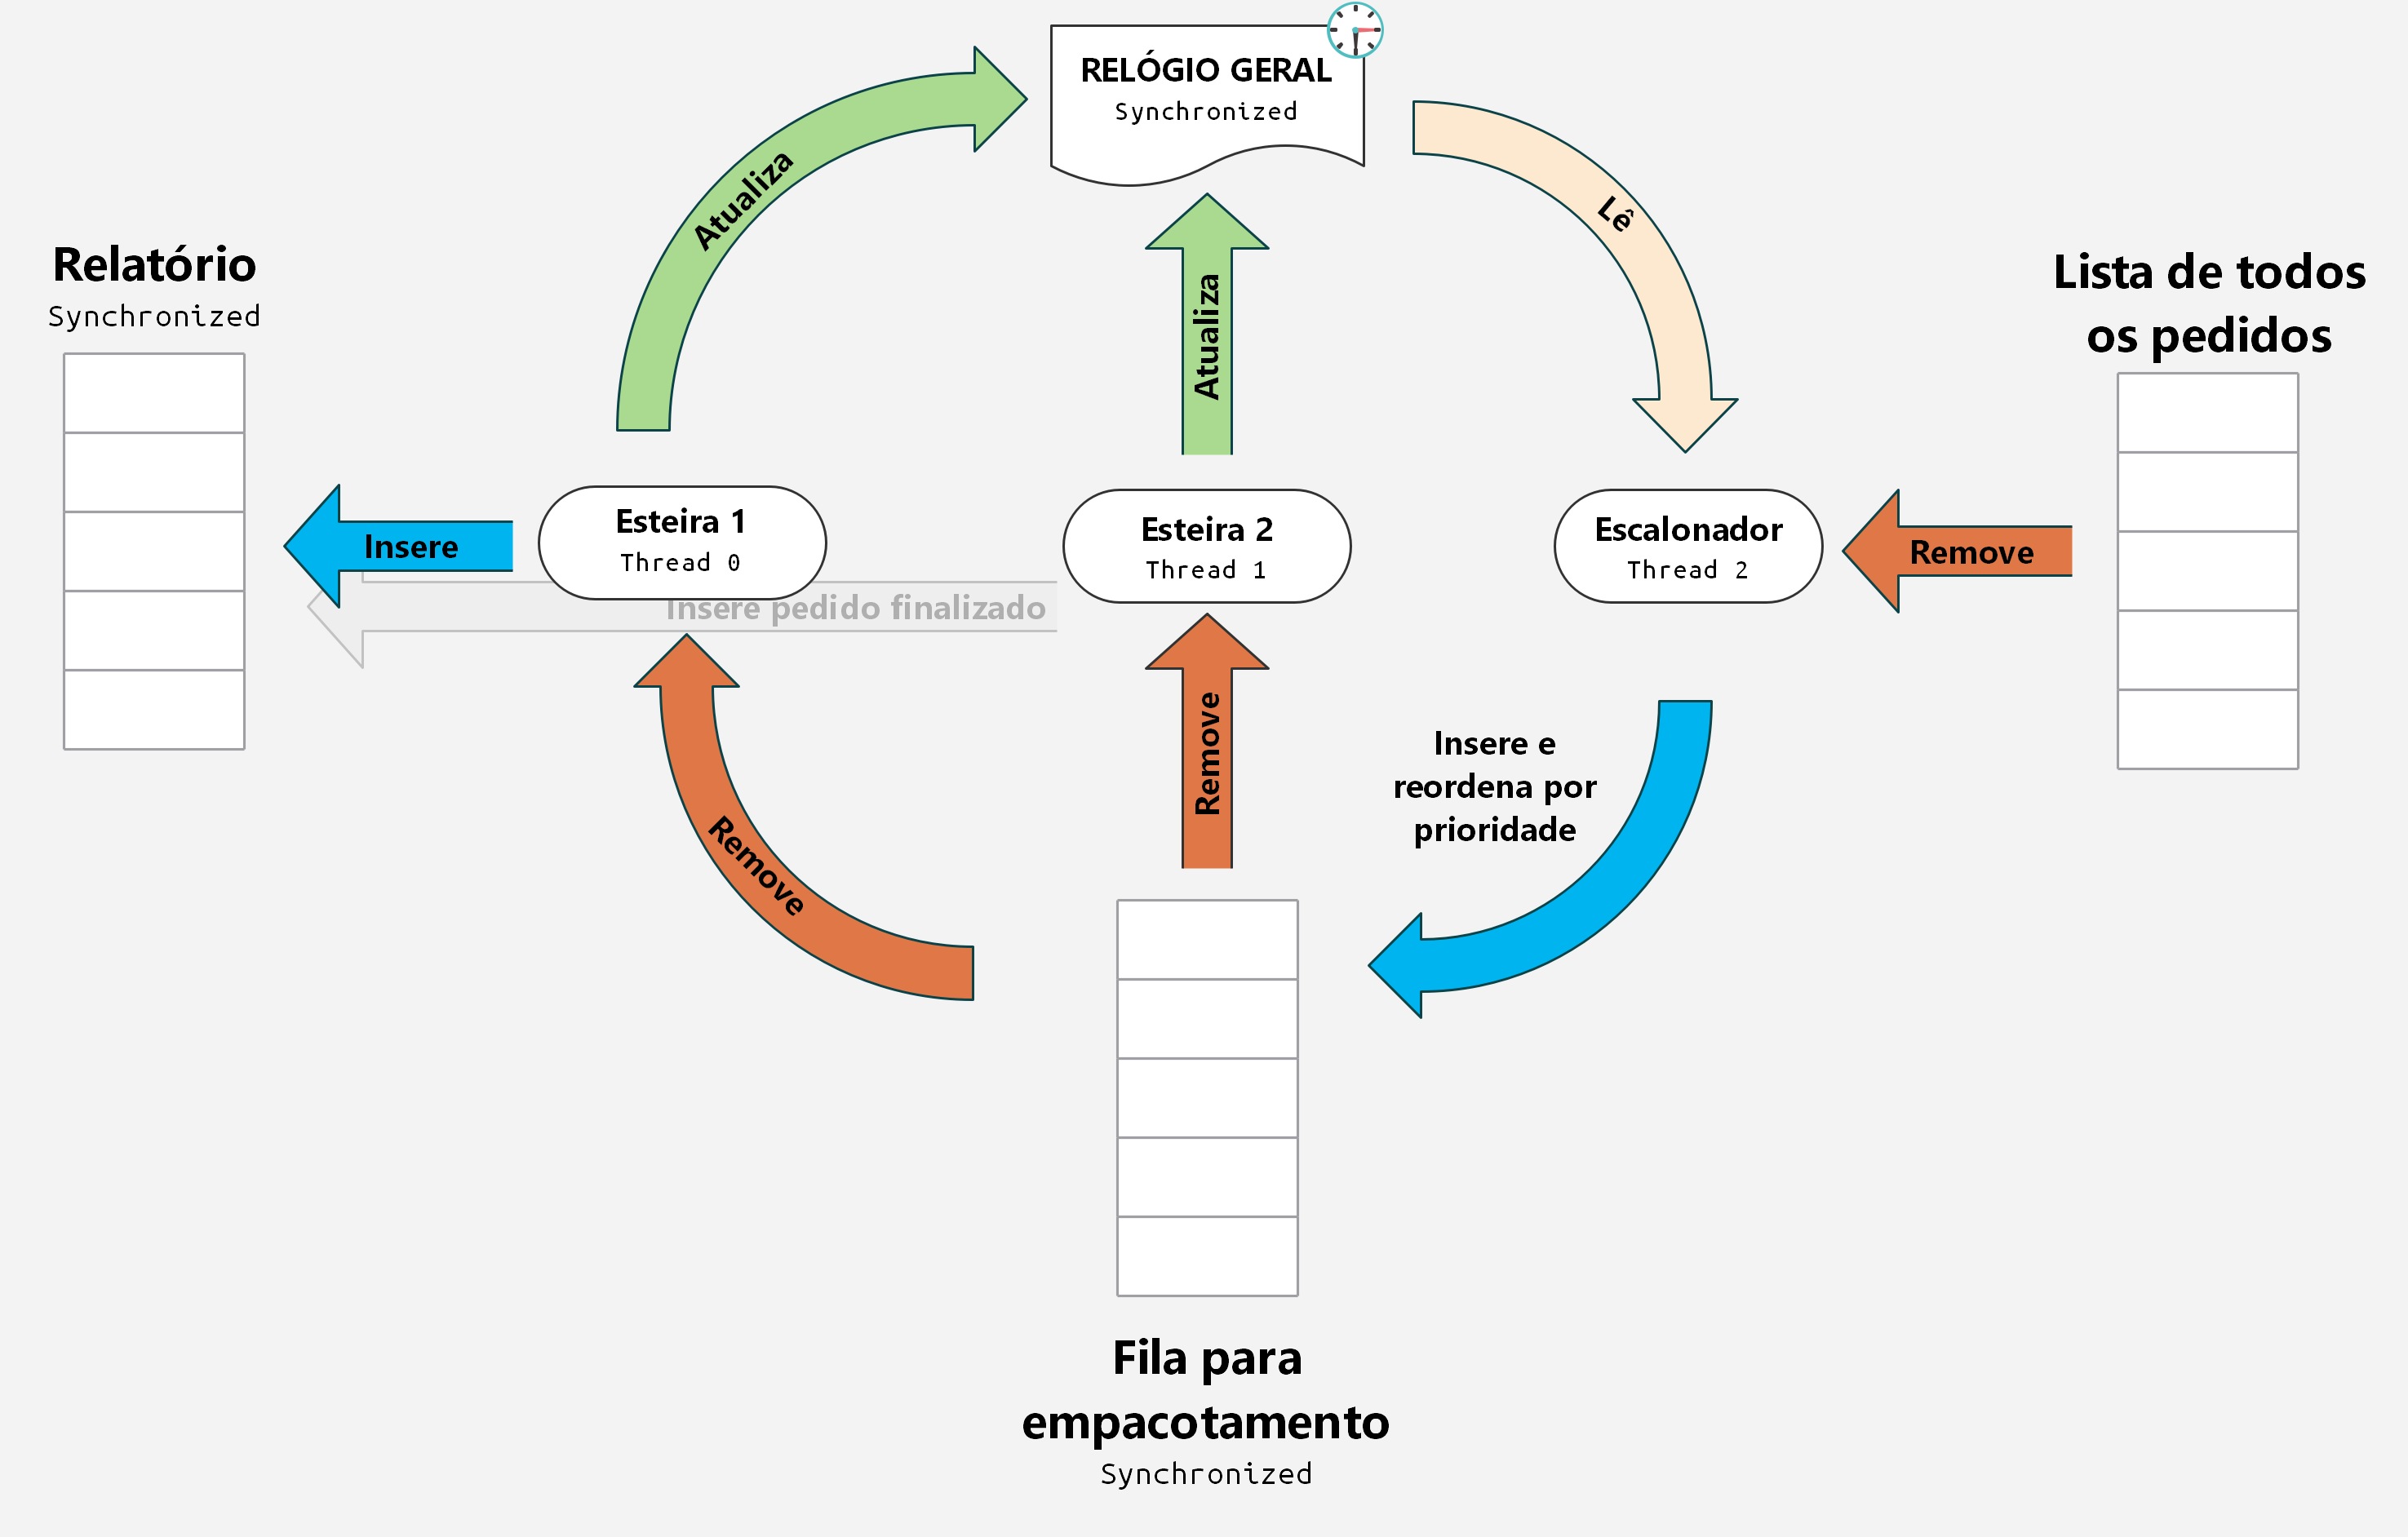 RELÓGIO GERAL
Synchronized
Atualiza
Lê
Atualiza
Relatório
Synchronized
Lista de todos
os pedidos
Esteira 1
Thread 0
Esteira 2
Thread 1
Escalonador
Thread 2
Insere
Remove
Insere pedido finalizado
Remove
Remove
Insere e
reordena por
prioridade
Fila para
empacotamento
Synchronized